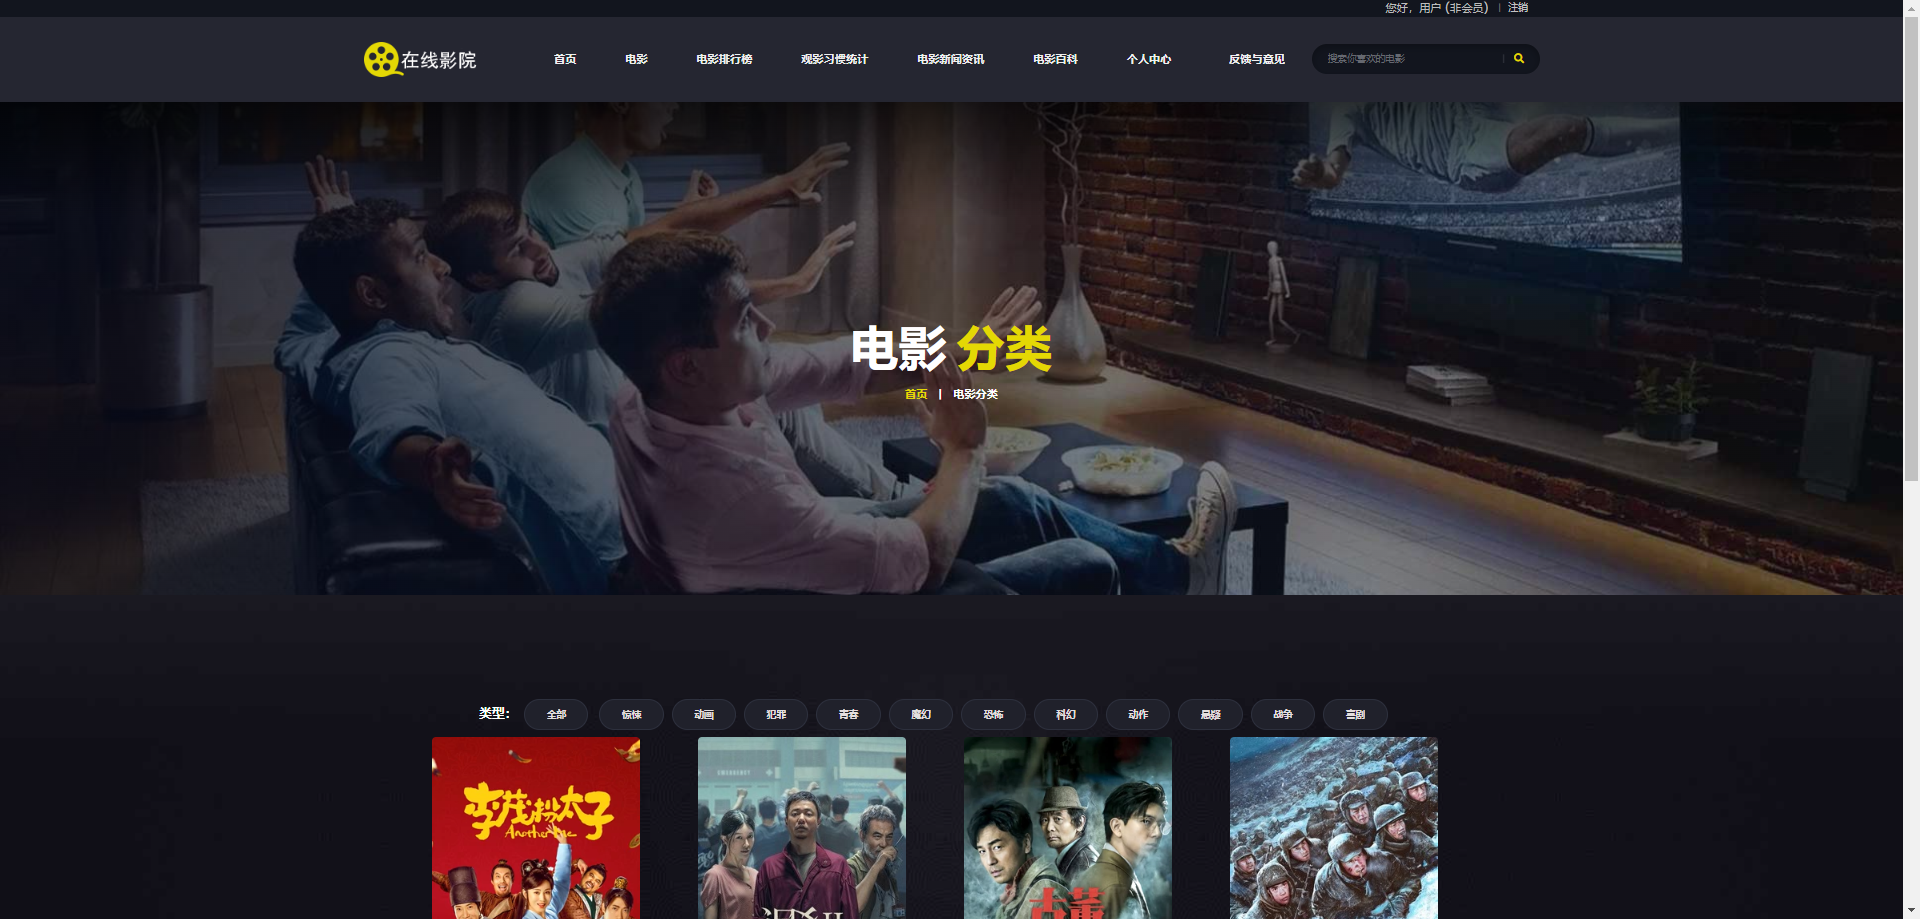 您好，用户 (非会员) | 注销
在线影院
首页 电影 电影排行榜 观影习惯统计 电影新闻资讯 电影百科 个人中心 反馈与意见 搜索你喜欢的电影
电影 分类
首页 | 电影分类
类型： 全部 惊悚 动画 犯罪 青春 魔幻 恐怖 科幻 动作 悬疑 战争 喜剧
李茂扮太子
Another me
古董